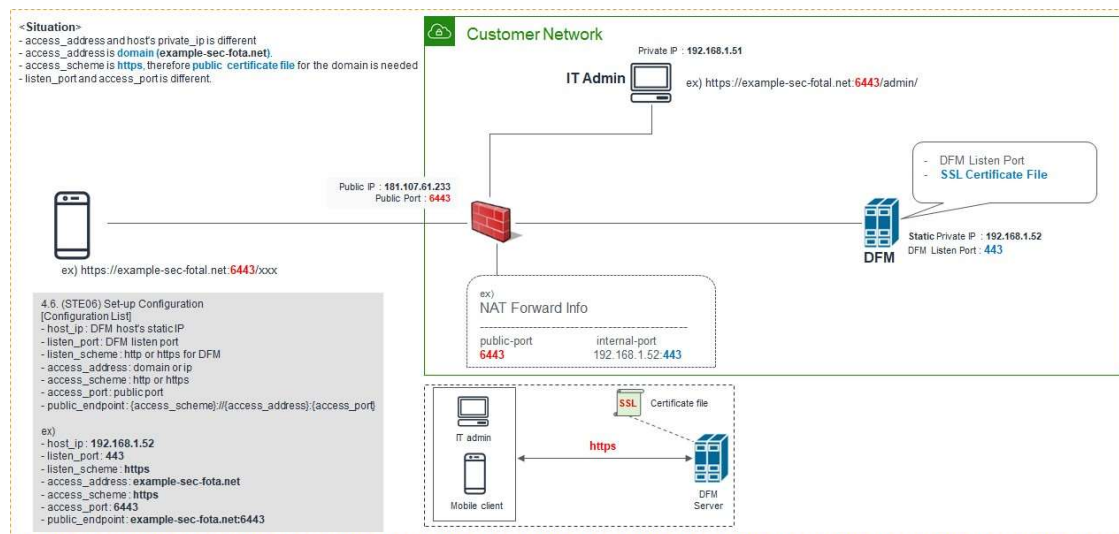 <Situation>
- access_address and host's private_ip is different
- access_address is domain (example-sec-fota.net).
- access_scheme is https, therefore public certificate file for the domain is needed
- listen_port and access_port is different.
Customer Network
Private IP : 192.168.1.51
IT Admin
ex) https://example-sec-fotal.net:6443/admin/
- DFM Listen Port
- SSL Certificate File
Public IP : 181.107.61.233
Public Port : 6443
Static Private IP : 192.168.1.52
DFM Listen Port : 443
DFM
ex) https://example-sec-fotal.net:6443/xxx
ex)
NAT Forward Info
----------------------------------------
public-port internal-port
6443 192.168.1.52:443
4.6. (STE06) Set-up Configuration
[Configuration List]
- host_ip : DFM host's static IP
- listen_port : DFM listen port
- listen_scheme : http or https for DFM
- access_address : domain or ip
- access_scheme : http or https
- access_port : public port
- public_endpoint : {access_scheme}://{access_address}:{access_port}
ex)
- host_ip : 192.168.1.52
- listen_port : 443
- listen_scheme : https
- access_address : example-sec-fota.net
- access_scheme : https
- access_port : 6443
- public_endpoint : example-sec-fota.net:6443
SSL
Certificate file
IT admin
https
Mobile client
DFM
Server